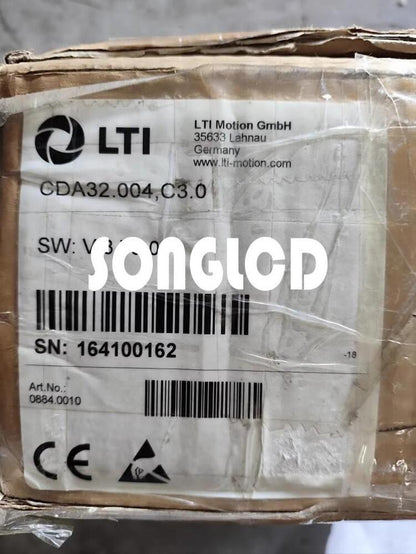 LTI
LTI Motion GmbH
35633 Lahnau
Germany
www.lti-motion.com
CDA32.004,C3.0
SW:
SONGLCD
SN: 164100162
-18
Art.No.:
0884.0010
CE